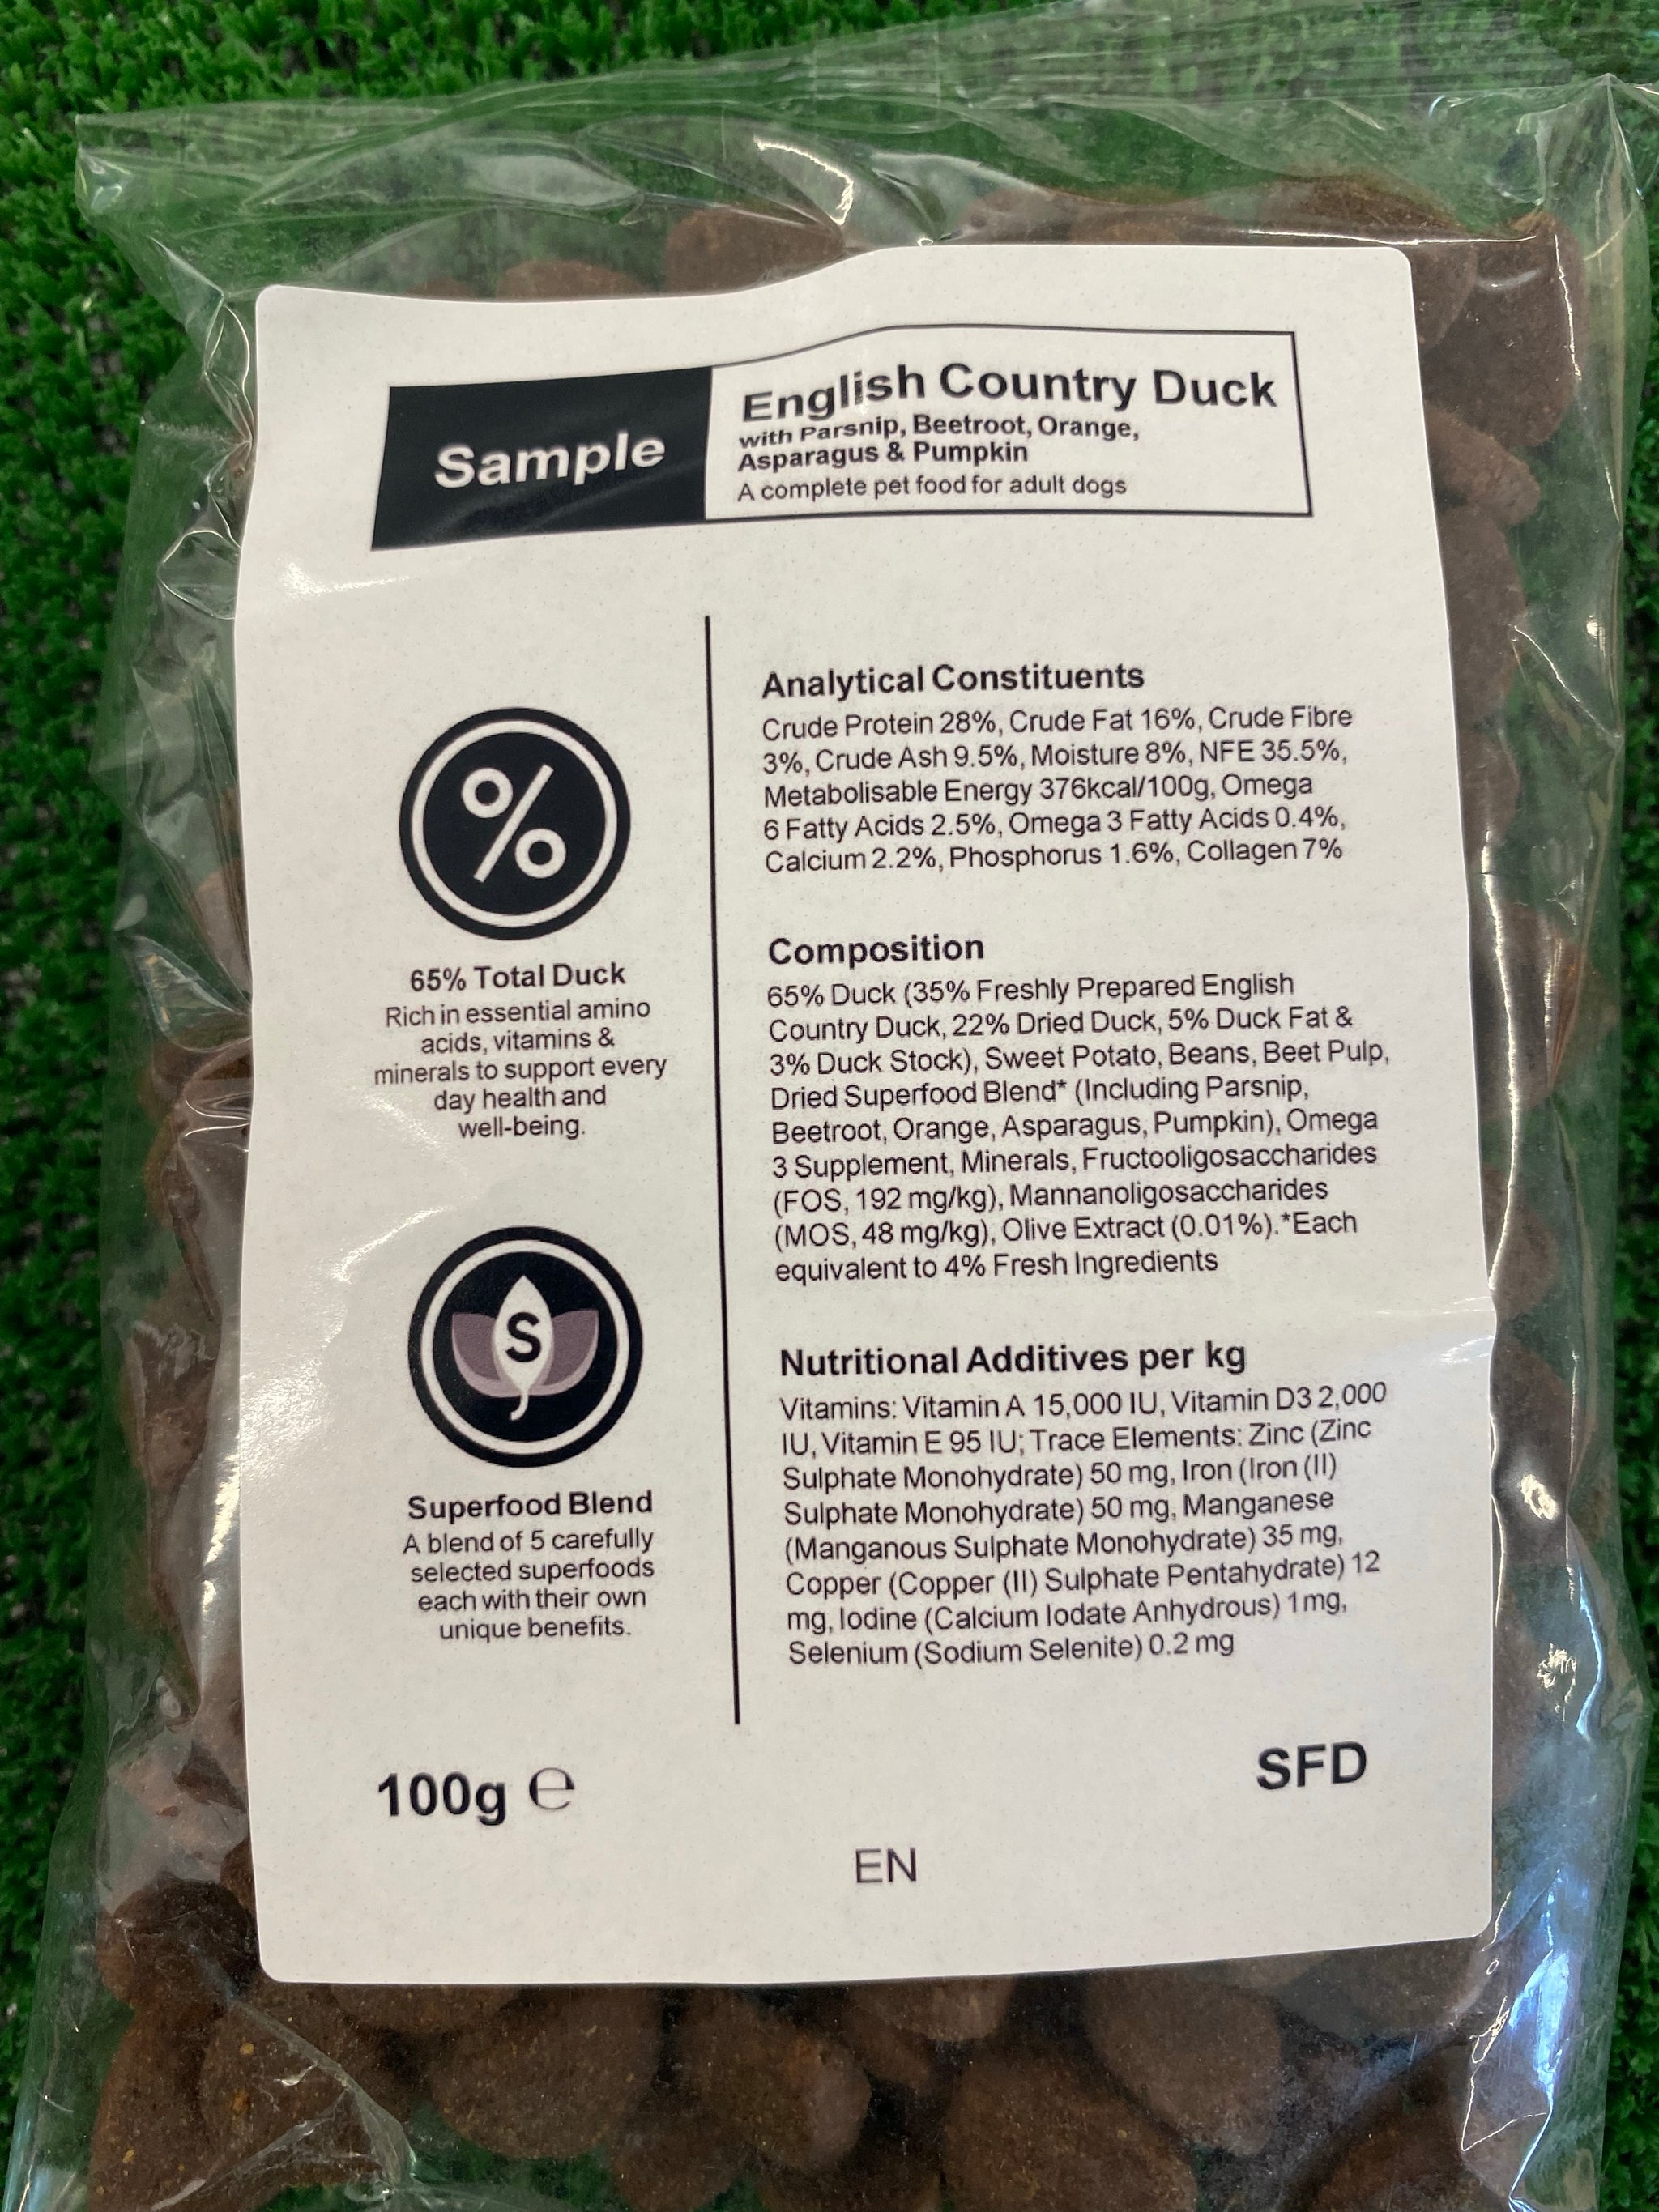 Sample
English Country Duck
with Parsnip, Beetroot, Orange,
Asparagus & Pumpkin
A complete pet food for adult dogs
65% Total Duck
Rich in essential amino
acids, vitamins &
minerals to support every
day health and
well-being.
S
Superfood Blend
A blend of 5 carefully
selected superfoods
each with their own
unique benefits.
Analytical Constituents
Crude Protein 28%, Crude Fat 16%, Crude Fibre
3%, Crude Ash 9.5%, Moisture 8%, NFE 35.5%,
Metabolisable Energy 376kcal/100g, Omega
6 Fatty Acids 2.5%, Omega 3 Fatty Acids 0.4%,
Calcium 2.2%, Phosphorus 1.6%, Collagen 7%
Composition
65% Duck (35% Freshly Prepared English
Country Duck, 22% Dried Duck, 5% Duck Fat &
3% Duck Stock), Sweet Potato, Beans, Beet Pulp,
Dried Superfood Blend* (Including Parsnip,
Beetroot, Orange, Asparagus, Pumpkin), Omega
3 Supplement, Minerals, Fructooligosaccharides
(FOS, 192 mg/kg), Mannanoligosaccharides
(MOS, 48 mg/kg), Olive Extract (0.01%).*Each
equivalent to 4% Fresh Ingredients
Nutritional Additives per kg
Vitamins: Vitamin A 15,000 IU, Vitamin D3 2,000
IU, Vitamin E 95 IU; Trace Elements: Zinc (Zinc
Sulphate Monohydrate) 50 mg, Iron (Iron (II)
Sulphate Monohydrate) 50 mg, Manganese
(Manganous Sulphate Monohydrate) 35 mg,
Copper (Copper (II) Sulphate Pentahydrate) 12
mg, Iodine (Calcium Iodate Anhydrous) 1 mg,
Selenium (Sodium Selenite) 0.2 mg
100g ℮
SFD
EN